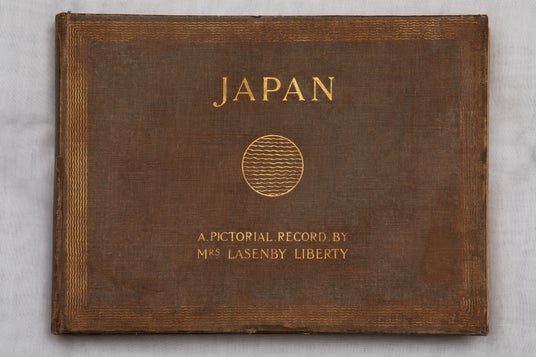 JAPAN
A.PICTORIAL.RECORD.BY
MRS LASENBY LIBERTY